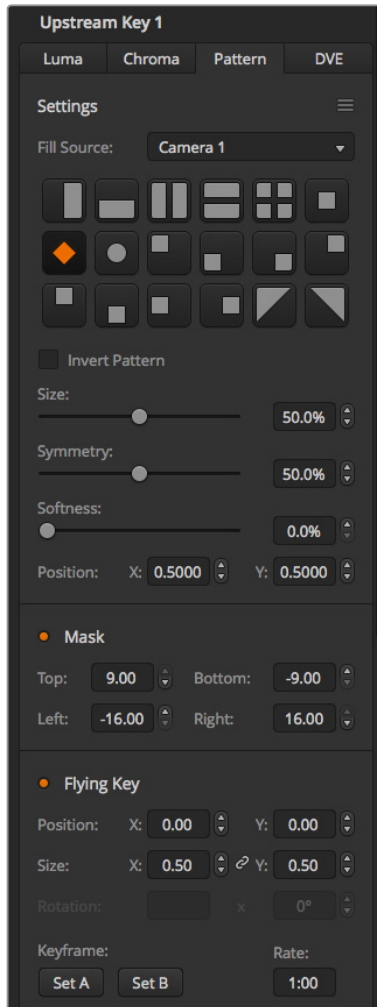 Upstream Key 1
Luma Chroma Pattern DVE
Settings
Fill Source: Camera 1
Invert Pattern
Size:
50.0%
Symmetry:
50.0%
Softness:
0.0%
Position: X: 0.5000 Y: 0.5000
Mask
Top: 9.00 Bottom: -9.00
Left: -16.00 Right: 16.00
Flying Key
Position: X: 0.00 Y: 0.00
Size: X: 0.50 Y: 0.50
Rotation: x 0°
Keyframe: Rate:
Set A Set B 1:00